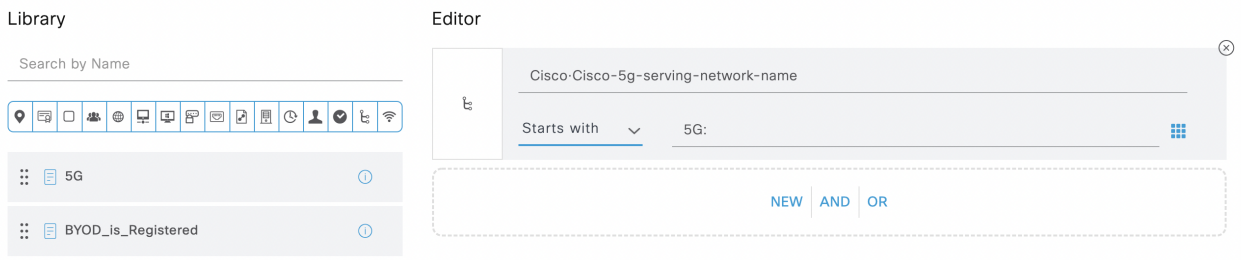 Library
Search by Name
5G
BYOD_is_Registered
Editor
Cisco·Cisco-5g-serving-network-name
Starts with
5G:
NEW
AND
OR